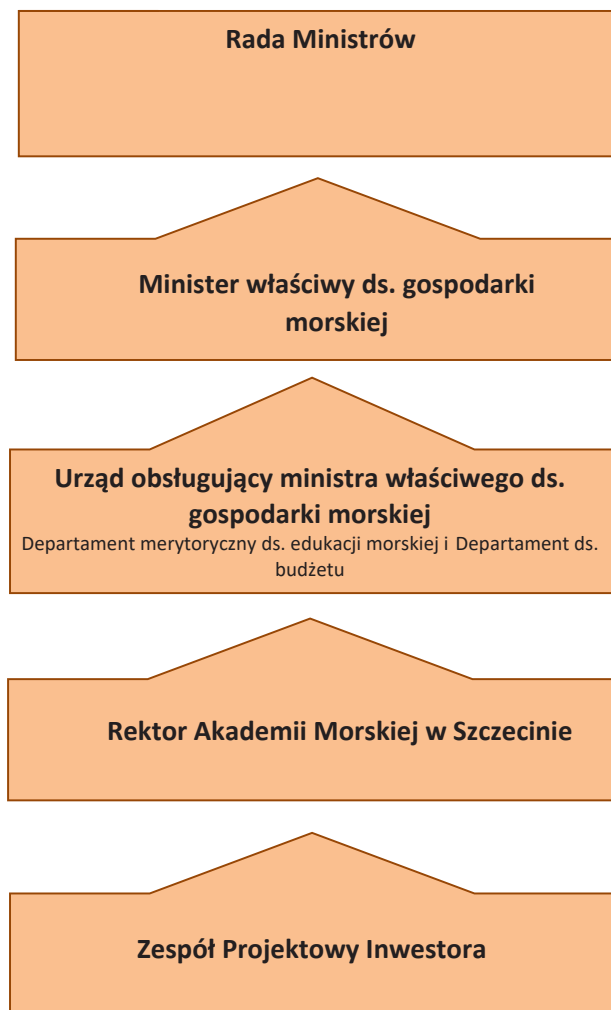 Rada Ministrów
Minister właściwy ds. gospodarki
morskiej
Urząd obsługujący ministra właściwego ds.
gospodarki morskiej
Departament merytoryczny ds. edukacji morskiej i Departament ds.
budżetu
Rektor Akademii Morskiej w Szczecinie
Zespół Projektowy Inwestora